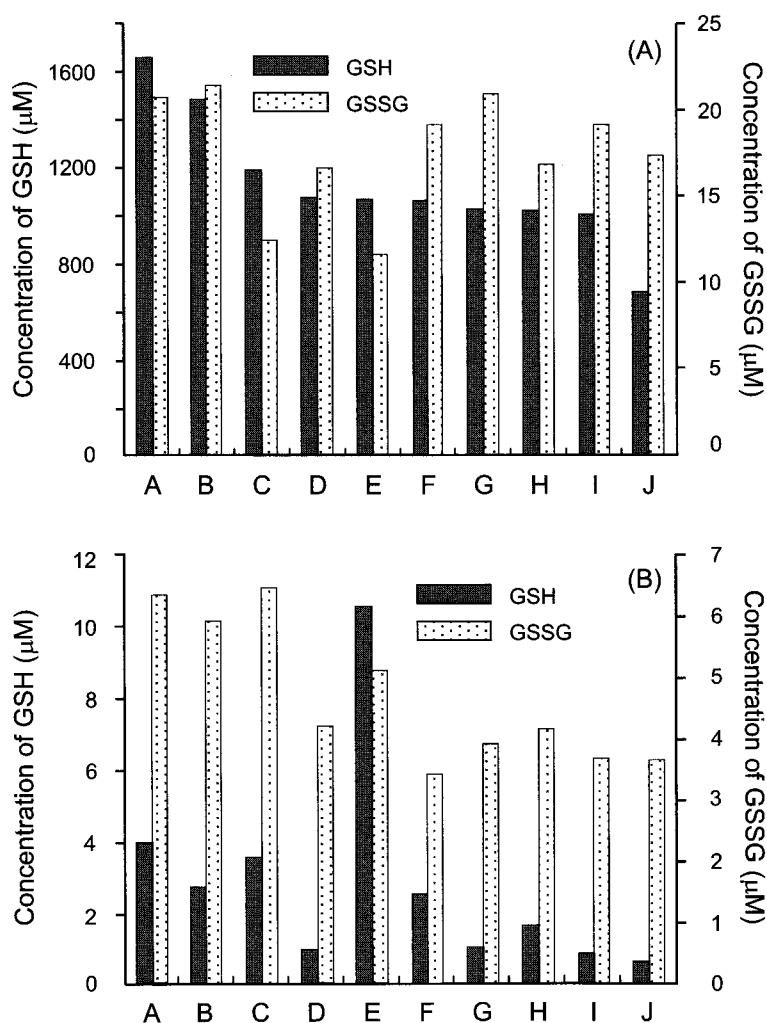 (A)
GSH
GSSG
Concentration of GSH (μM)
1600
1200
800
400
0
25
20
15
10
5
0
Concentration of GSSG (μM)
A B C D E F G H I J
(B)
GSH
GSSG
Concentration of GSH (μM)
12
10
8
6
4
2
0
7
6
5
4
3
2
1
0
Concentration of GSSG (μM)
A B C D E F G H I J